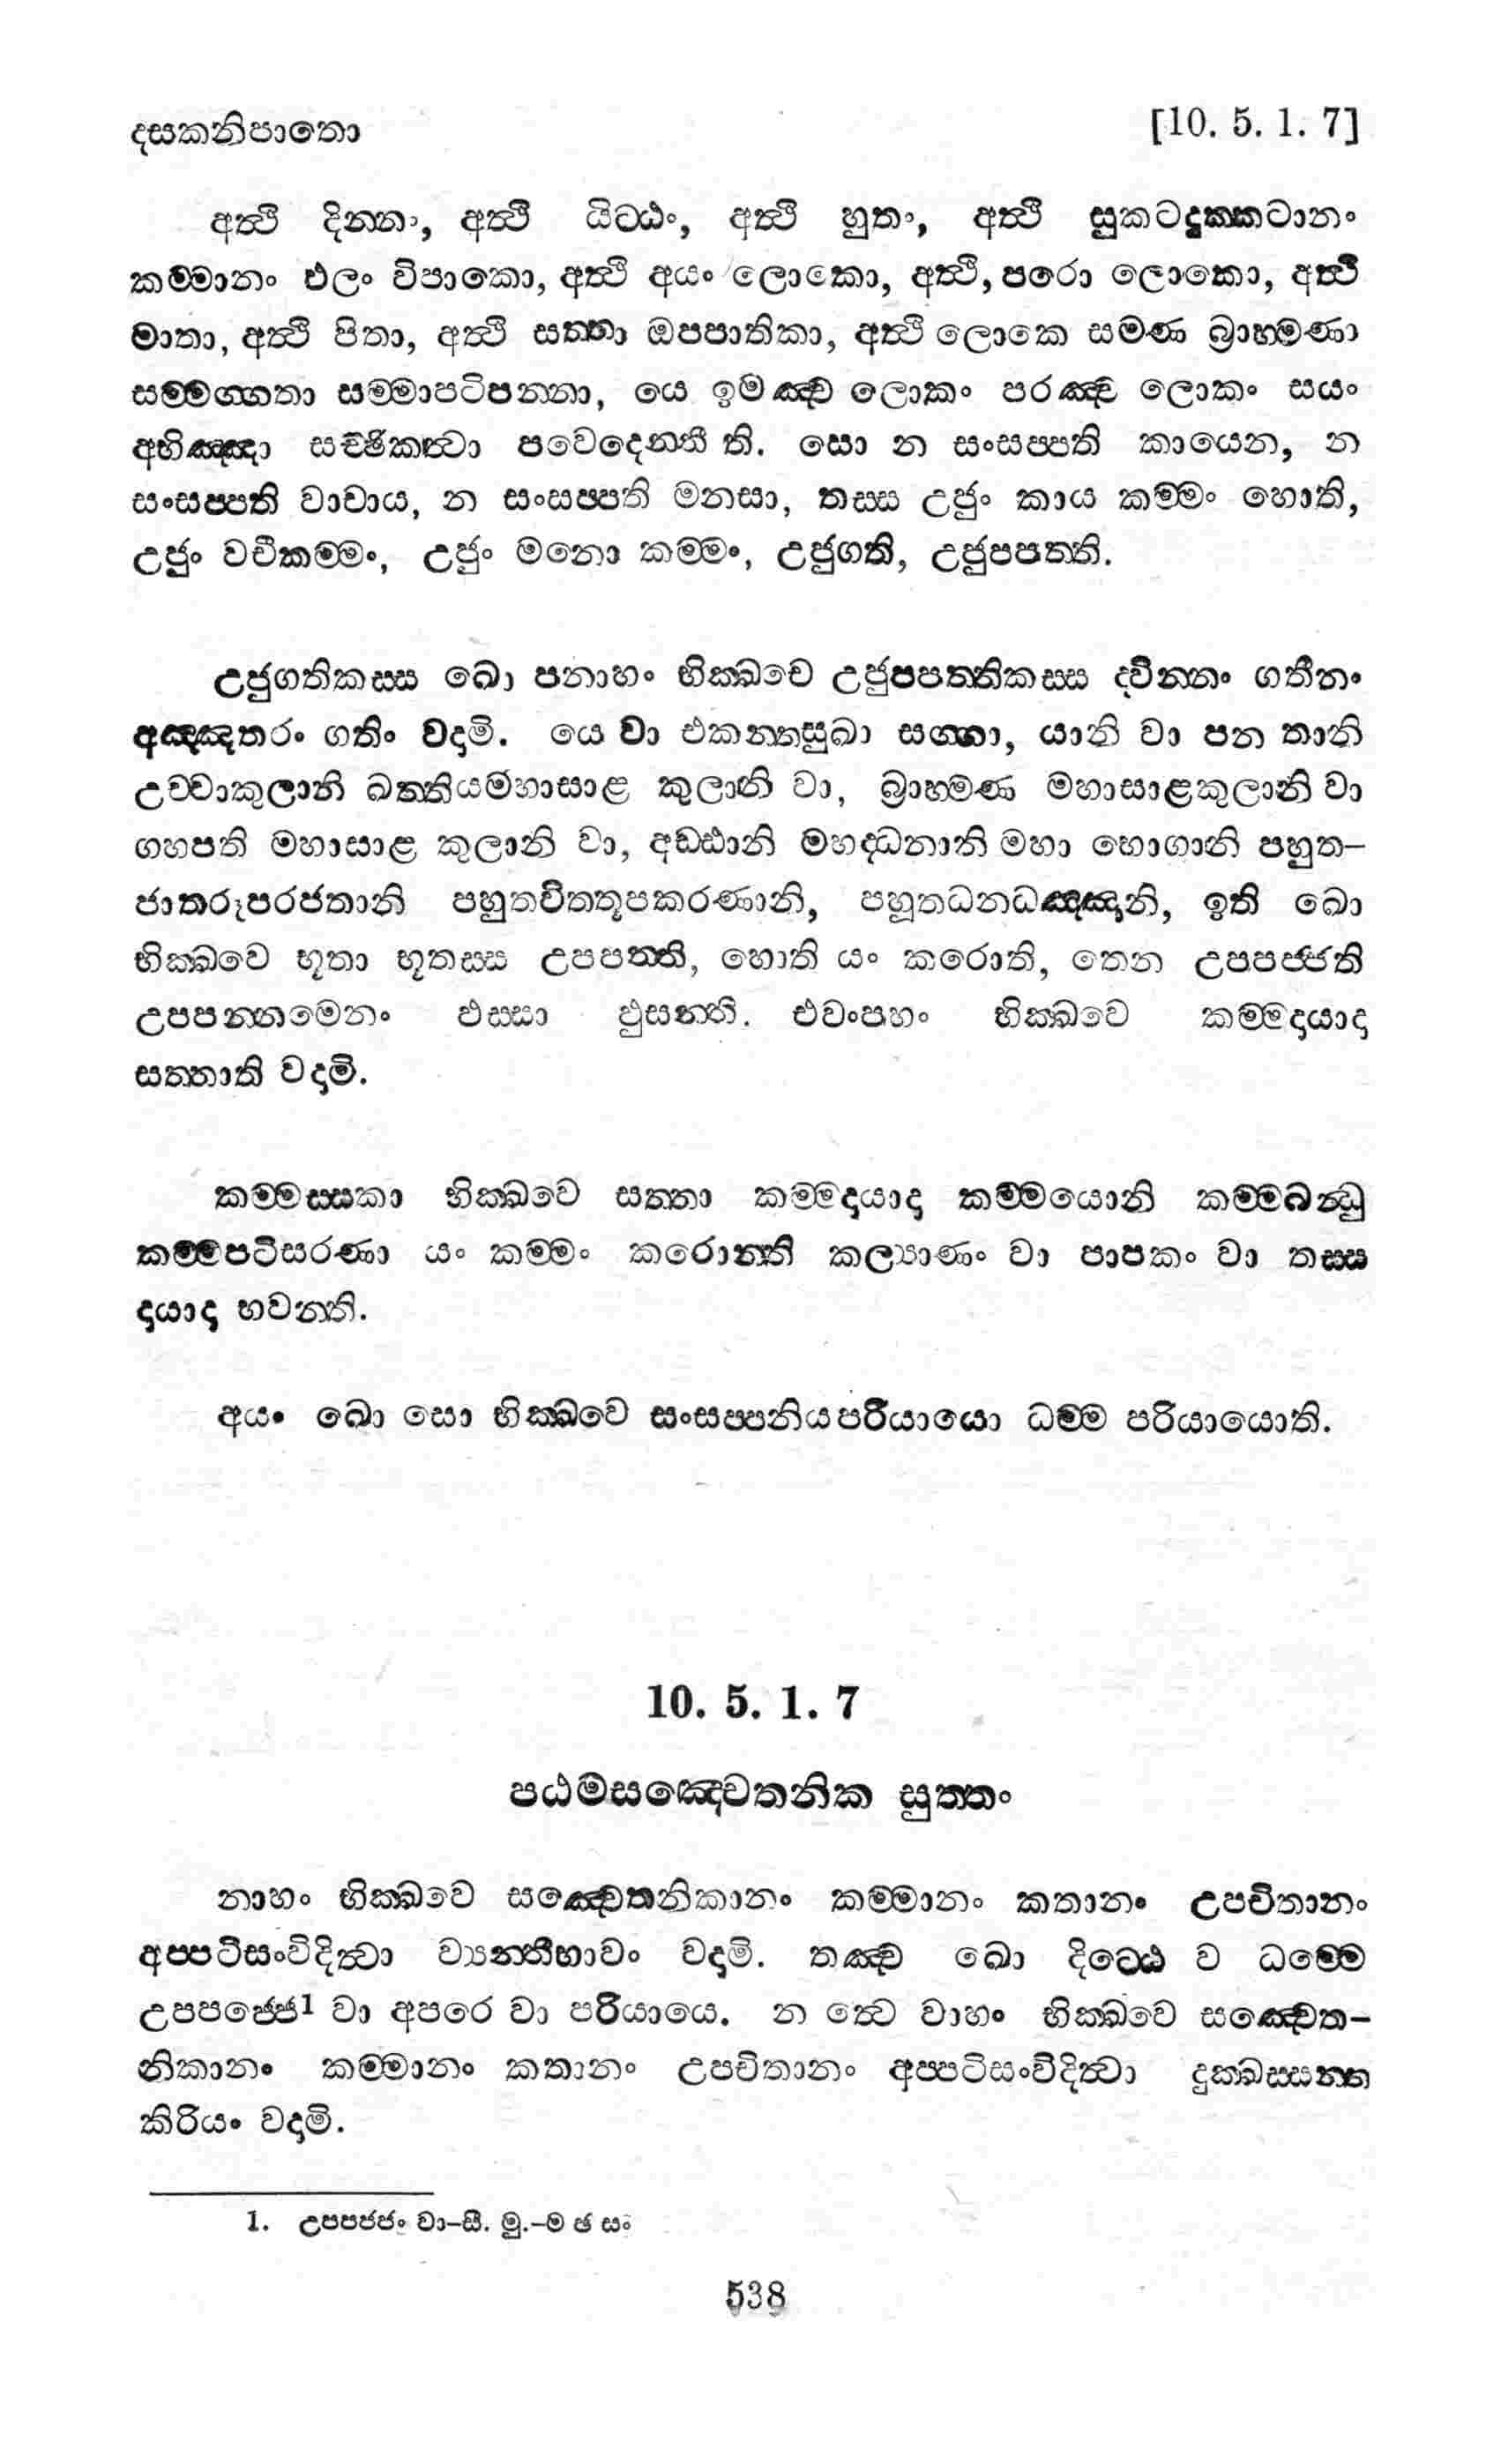 දසකනිපාතො
[10. 5. 1. 7]
අත්ථි දින්නං, අත්ථි යිට්ඨං, අත්ථි හුතං, අත්ථි සුකටදුක්කටානං
කම්මානං ඵලං විපාකො, අත්ථි අයං ලොකො, අත්ථි, පරො ලොකො, අත්ථි
මාතා, අත්ථි පිතා, අත්ථි සත්තා ඔපපාතිකා, අත්ථි ලොකෙ සමණ බ්‍රාහ්මණා
සම්මග්ගතා සම්මාපටිපන්නා, යෙ ඉමඤ්ච ලොකං පරඤ්ච ලොකං සයං
අභිඤ්ඤා සච්ඡිකත්වා පවෙදෙන්තී ති. සො න සංසප්පති කායෙන, න
සංසප්පති වාචාය, න සංසප්පති මනසා, තස්ස උජුං කාය කම්මං හොති,
උජුං වචීකම්මං, උජුං මනො කම්මං, උජුගති, උජුපපත්ති.
උජුගතිකස්ස ඛො පනාහං භික්ඛවෙ උජුපපත්තිකස්ස ද්වින්නං ගතීනං
අඤ්ඤතරං ගතිං වදාමි. යෙ වා එකන්තසුඛා සග්ගා, යානි වා පන තානි
උච්චාකුලානි ඛත්තියමහාසාළ කුලානි වා, බ්‍රාහ්මණ මහාසාළකුලානි වා
ගහපති මහාසාළ කුලානි වා, අඩ්ඪානි මහද්ධනානි මහා භොගානි පහුත–
ජාතරූපරජතානි පහුතවිත්තූපකරණානි, පහූතධනධඤ්ඤානි, ඉති ඛො
භික්ඛවෙ භූතා භූතස්ස උපපත්ති, හොති යං කරොති, තෙන උපපජ්ජති
උපපන්නමෙනං ඵස්සා ඵුසන්ති. එවංපහං භික්ඛවෙ කම්මදායාදා
සත්තාති වදාමි.
කම්මස්සකා භික්ඛවෙ සත්තා කම්මදායාදා කම්මයොනි කම්මබන්ධු
කම්මපටිසරණා යං කම්මං කරොන්ති කල්‍යාණං වා පාපකං වා තස්ස
දායාදා භවන්ති.
අයං ඛො සො භික්ඛවෙ සංසප්පනියපරියායො ධම්ම පරියායොති.
10. 5. 1. 7
පඨමසඤ්චෙතනික සුත්තං
නාහං භික්ඛවෙ සඤ්චෙතනිකානං කම්මානං කතානං උපචිතානං
අප්පටිසංවිදිත්වා ව්‍යන්තීභාවං වදාමි. තඤ්ච ඛො දිට්ඨෙ ව ධම්මෙ
උපපජ්ජෙ1 වා අපරෙ වා පරියායෙ. න ත්වෙ වාහං භික්ඛවෙ සඤ්චෙත–
නිකානං කම්මානං කතානං උපචිතානං අප්පටිසංවිදිත්වා දුක්ඛස්සන්ත
කිරියං වදාමි.
1. උපපජ්ජං වා–සී. මු.–ම ඡ සං
538